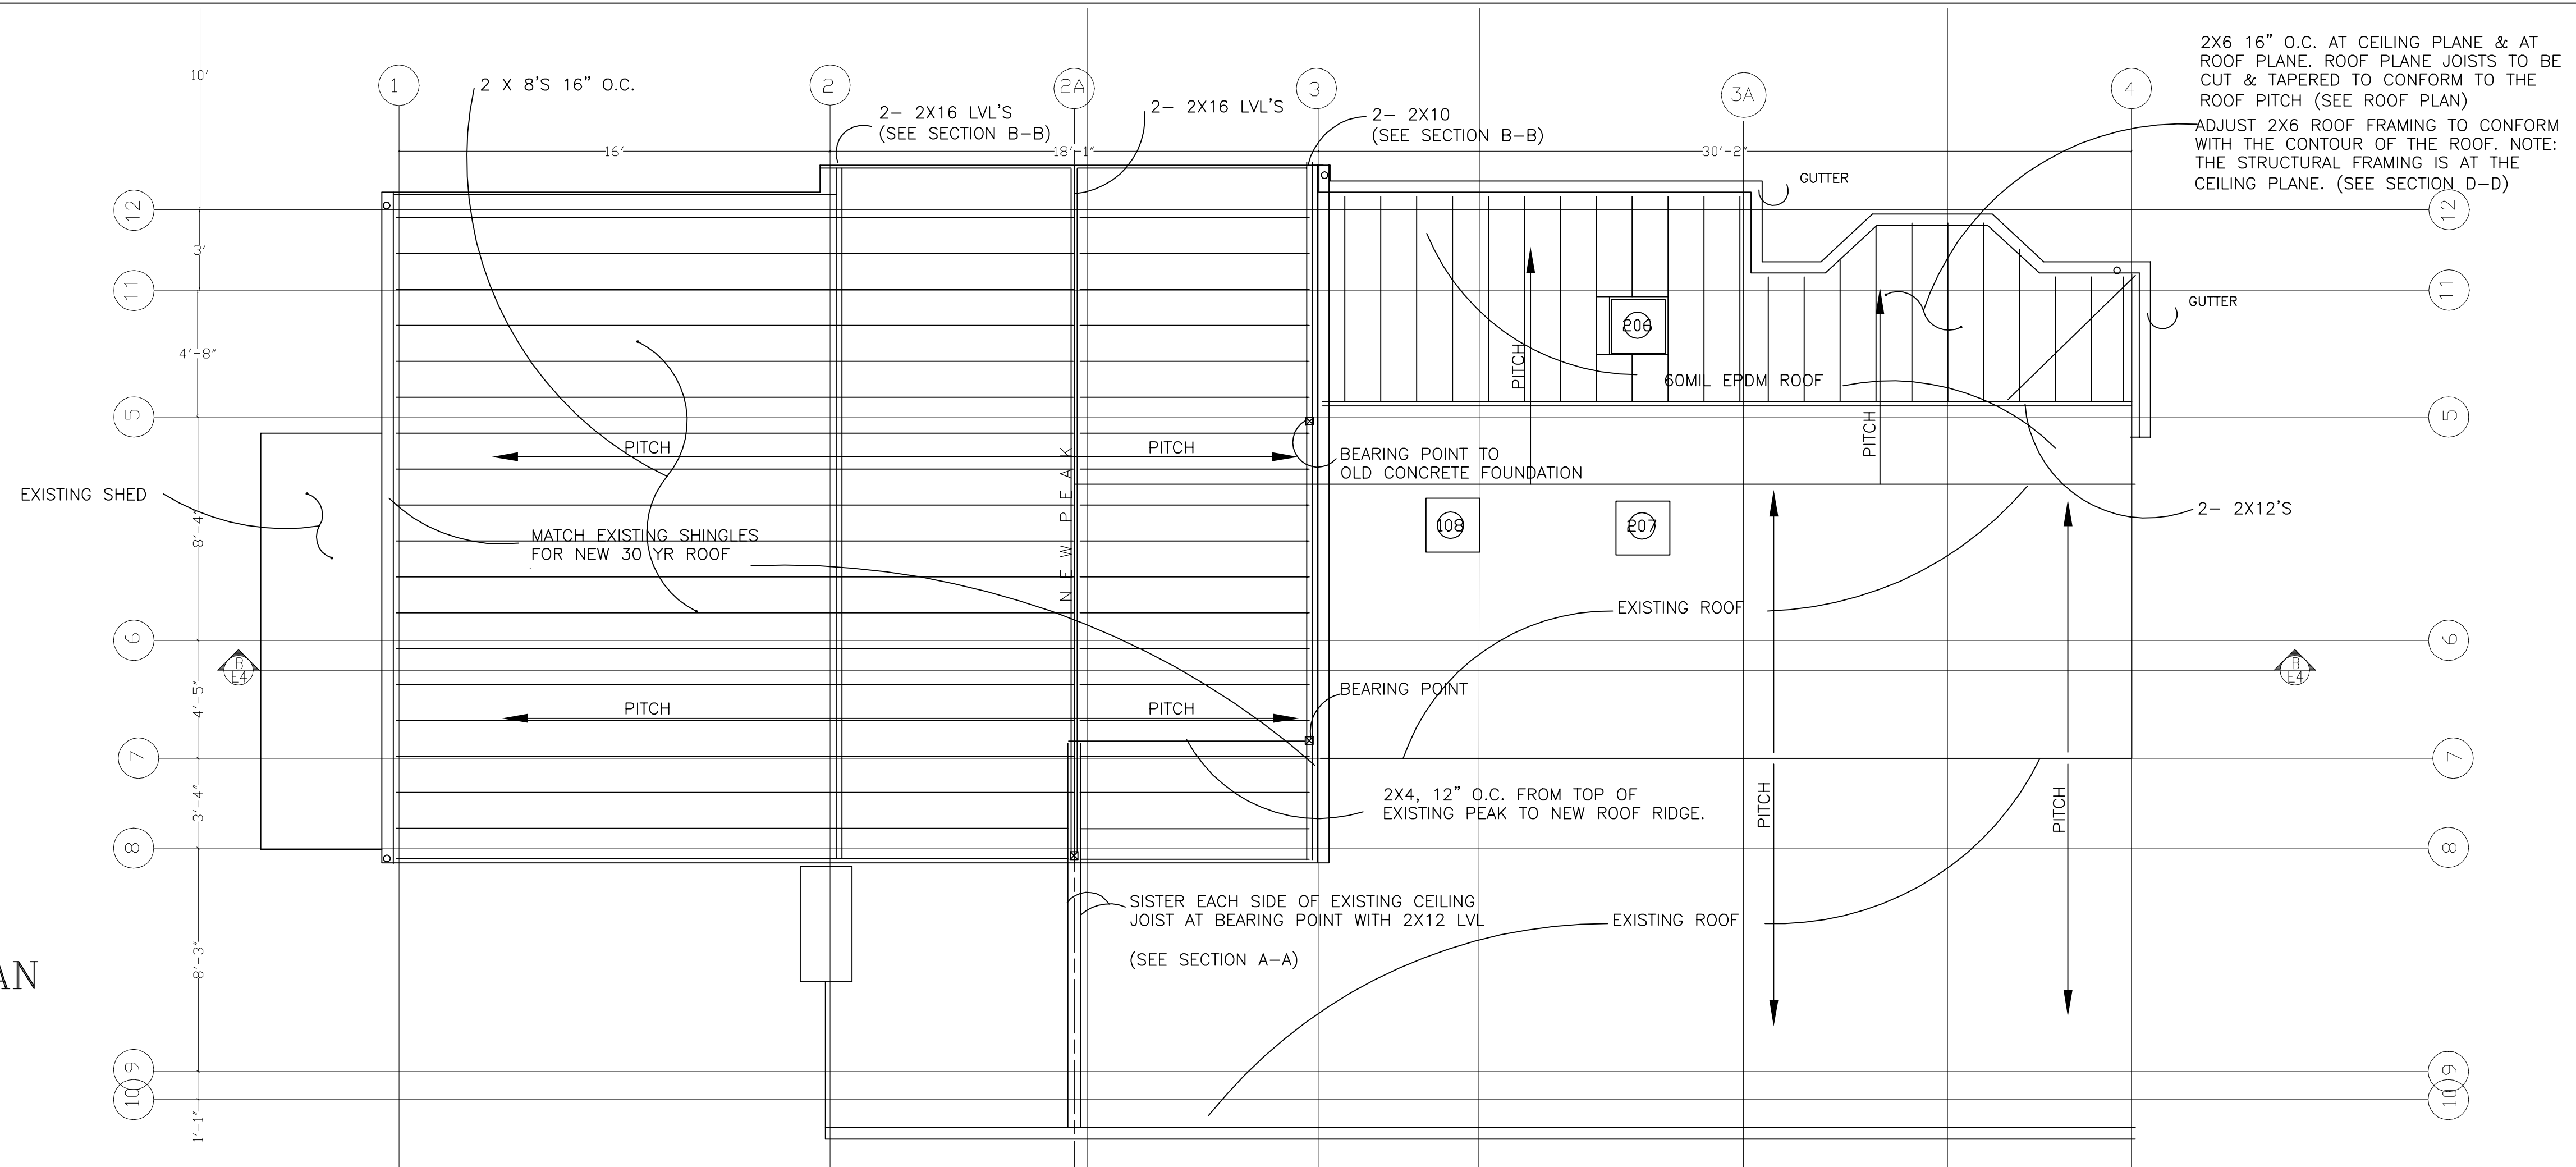 10'
2 X 8'S 16" O.C.
1
2
2A
3
3A
4
2- 2X16 LVL'S
(SEE SECTION B-B)
2- 2X16 LVL'S
2- 2X10
(SEE SECTION B-B)
2X6 16" O.C. AT CEILING PLANE & AT
ROOF PLANE. ROOF PLANE JOISTS TO BE
CUT & TAPERED TO CONFORM TO THE
ROOF PITCH (SEE ROOF PLAN)
ADJUST 2X6 ROOF FRAMING TO CONFORM
WITH THE CONTOUR OF THE ROOF. NOTE:
THE STRUCTURAL FRAMING IS AT THE
CEILING PLANE. (SEE SECTION D-D)
16'
18'-1"
30'-2"
GUTTER
12
12
3'
11
11
GUTTER
206
4'-8"
PITCH
60MIL EPDM ROOF
5
5
PITCH
PITCH
PITCH
NEW PEAK
BEARING POINT TO
OLD CONCRETE FOUNDATION
EXISTING SHED
8'-4"
MATCH EXISTING SHINGLES
FOR NEW 30 YR ROOF
108
207
2- 2X12'S
EXISTING ROOF
6
6
B
E4
B
E4
4'-5"
BEARING POINT
PITCH
PITCH
7
7
3'-4"
2X4, 12" O.C. FROM TOP OF
EXISTING PEAK TO NEW ROOF RIDGE.
PITCH
PITCH
8
8
SISTER EACH SIDE OF EXISTING CEILING
JOIST AT BEARING POINT WITH 2X12 LVL
(SEE SECTION A-A)
EXISTING ROOF
8'-3"
AN
9
9
10
10
1'-1"